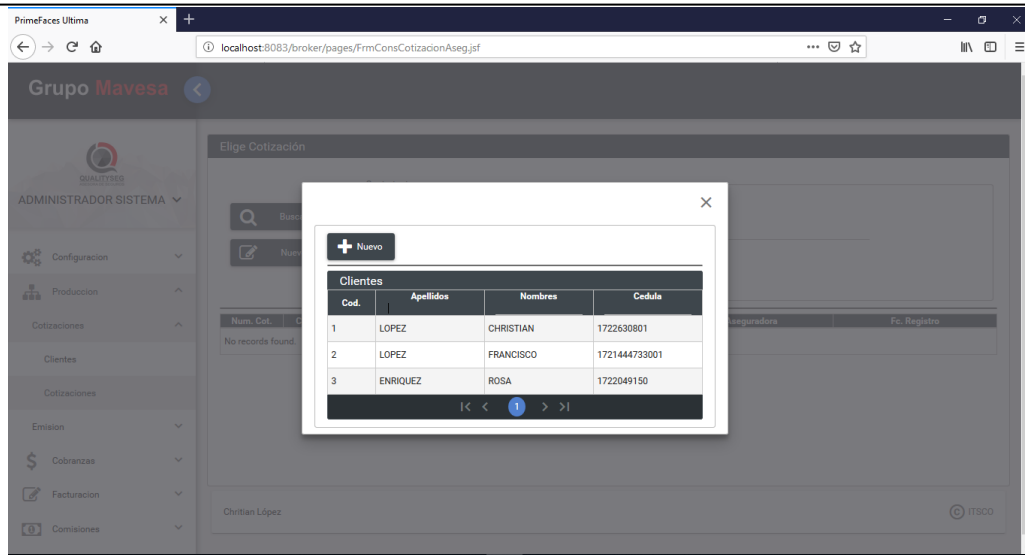 PrimeFaces Ultima
localhost:8083/broker/pages/FrmConsCotizacionAseg.jsf
Grupo Mavesa
QUALITYSEG
ADMINISTRADOR SISTEMA
Configuracion
Produccion
Cotizaciones
Clientes
Cotizaciones
Emision
Cobranzas
Facturacion
Comisiones
Elige Cotización
Nuevo
Clientes
Cod. Apellidos Nombres Cedula
1 LOPEZ CHRISTIAN 1722630801
2 LOPEZ FRANCISCO 1721444733001
3 ENRIQUEZ ROSA 1722049150
1
Num. Cot. Aseguradora Fc. Registro
No records found.
Chritian López
ITSCO